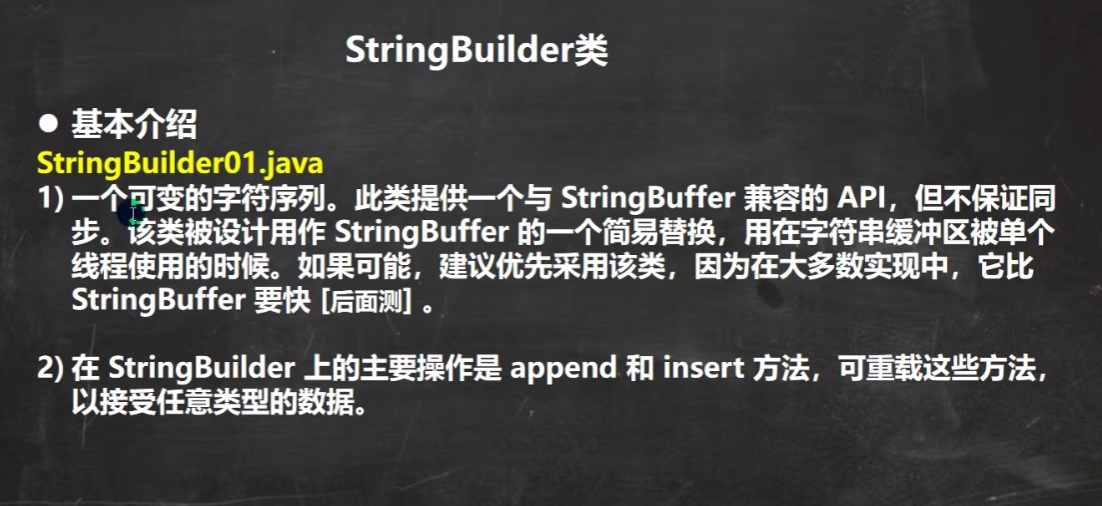 StringBuilder类
● 基本介绍
StringBuilder01.java
1) 一个可变的字符序列。此类提供一个与 StringBuffer 兼容的 API，但不保证同
步。该类被设计用作 StringBuffer 的一个简易替换，用在字符串缓冲区被单个
线程使用的时候。如果可能，建议优先采用该类，因为在大多数实现中，它比
StringBuffer 要快 [后面测] 。
2) 在 StringBuilder 上的主要操作是 append 和 insert 方法，可重载这些方法，
以接受任意类型的数据。